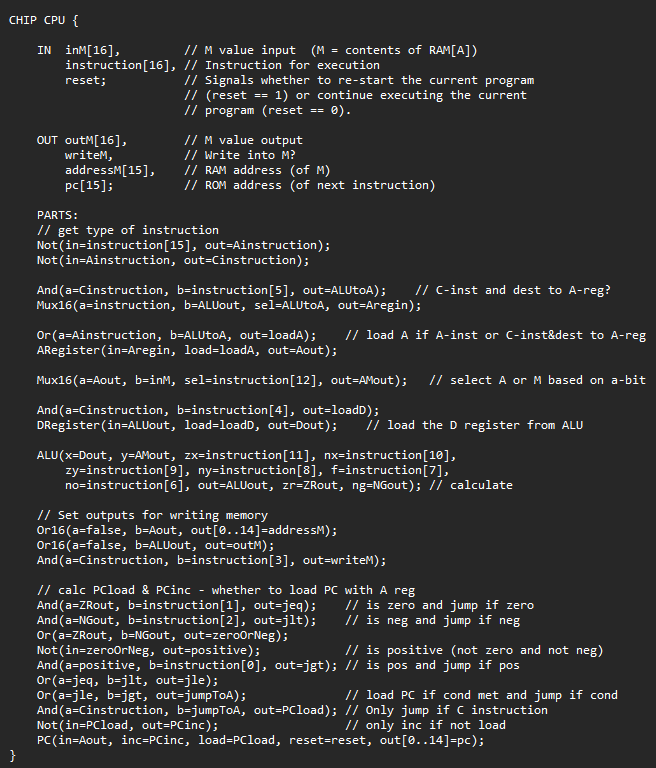 CHIP CPU {
IN  inM[16],         // M value input  (M = contents of RAM[A])
instruction[16], // Instruction for execution
reset;           // Signals whether to re-start the current program
// (reset == 1) or continue executing the current
// program (reset == 0).
OUT outM[16],        // M value output
writeM,          // Write into M?
addressM[15],    // RAM address (of M)
pc[15];          // ROM address (of next instruction)
PARTS:
// get type of instruction
Not(in=instruction[15], out=Ainstruction);
Not(in=Ainstruction, out=Cinstruction);
And(a=Cinstruction, b=instruction[5], out=ALUtoA);    // C-inst and dest to A-reg?
Mux16(a=instruction, b=ALUout, sel=ALUtoA, out=Aregin);
Or(a=Ainstruction, b=ALUtoA, out=loadA);    // load A if A-inst or C-inst&dest to A-reg
ARegister(in=Aregin, load=loadA, out=Aout);
Mux16(a=Aout, b=inM, sel=instruction[12], out=AMout);   // select A or M based on a-bit
And(a=Cinstruction, b=instruction[4], out=loadD);
DRegister(in=ALUout, load=loadD, out=Dout);    // load the D register from ALU
ALU(x=Dout, y=AMout, zx=instruction[11], nx=instruction[10],
zy=instruction[9], ny=instruction[8], f=instruction[7],
no=instruction[6], out=ALUout, zr=ZRout, ng=NGout); // calculate
// Set outputs for writing memory
Or16(a=false, b=Aout, out[0..14]=addressM);
Or16(a=false, b=ALUout, out=outM);
And(a=Cinstruction, b=instruction[3], out=writeM);
// calc PCload & PCinc - whether to load PC with A reg
And(a=ZRout, b=instruction[1], out=jeq);    // is zero and jump if zero
And(a=NGout, b=instruction[2], out=jlt);    // is neg and jump if neg
Or(a=ZRout, b=NGout, out=zeroOrNeg);
Not(in=zeroOrNeg, out=positive);            // is positive (not zero and not neg)
And(a=positive, b=instruction[0], out=jgt); // is pos and jump if pos
Or(a=jeq, b=jlt, out=jle);
Or(a=jle, b=jgt, out=jumpToA);              // load PC if cond met and jump if cond
And(a=Cinstruction, b=jumpToA, out=PCload); // Only jump if C instruction
Not(in=PCload, out=PCinc);                  // only inc if not load
PC(in=Aout, inc=PCinc, load=PCload, reset=reset, out[0..14]=pc);
}